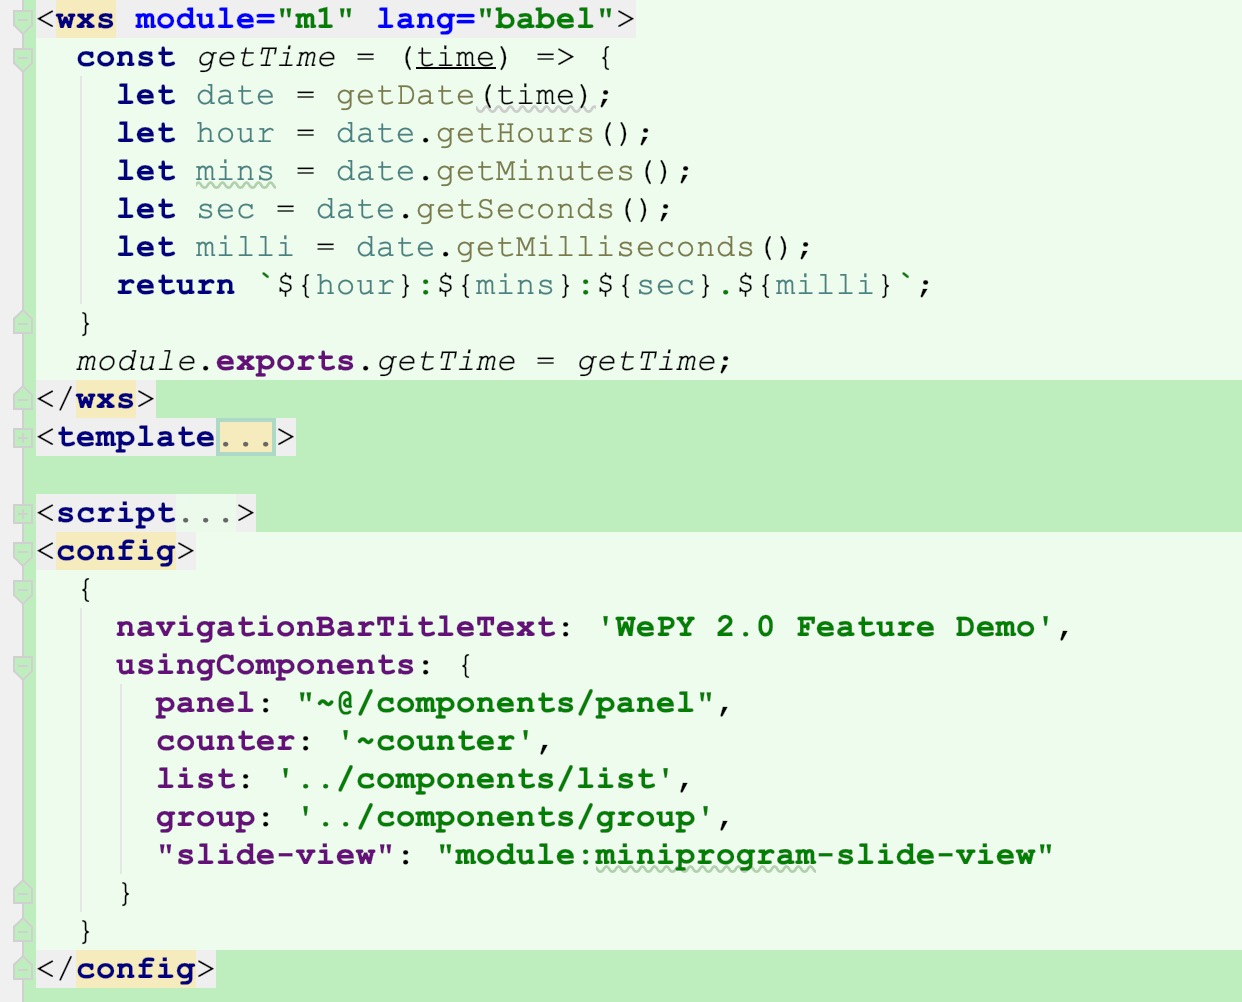 <wxs module="m1" lang="babel">
  const getTime = (time) => {
    let date = getDate(time);
    let hour = date.getHours();
    let mins = date.getMinutes();
    let sec = date.getSeconds();
    let milli = date.getMilliseconds();
    return `${hour}:${mins}:${sec}.${milli}`;
  }
  module.exports.getTime = getTime;
</wxs>
<template...>
<script...>
<config>
  {
    navigationBarTitleText: 'WePY 2.0 Feature Demo',
    usingComponents: {
      panel: "~@/components/panel",
      counter: '~counter',
      list: '../components/list',
      group: '../components/group',
      "slide-view": "module:miniprogram-slide-view"
    }
  }
</config>